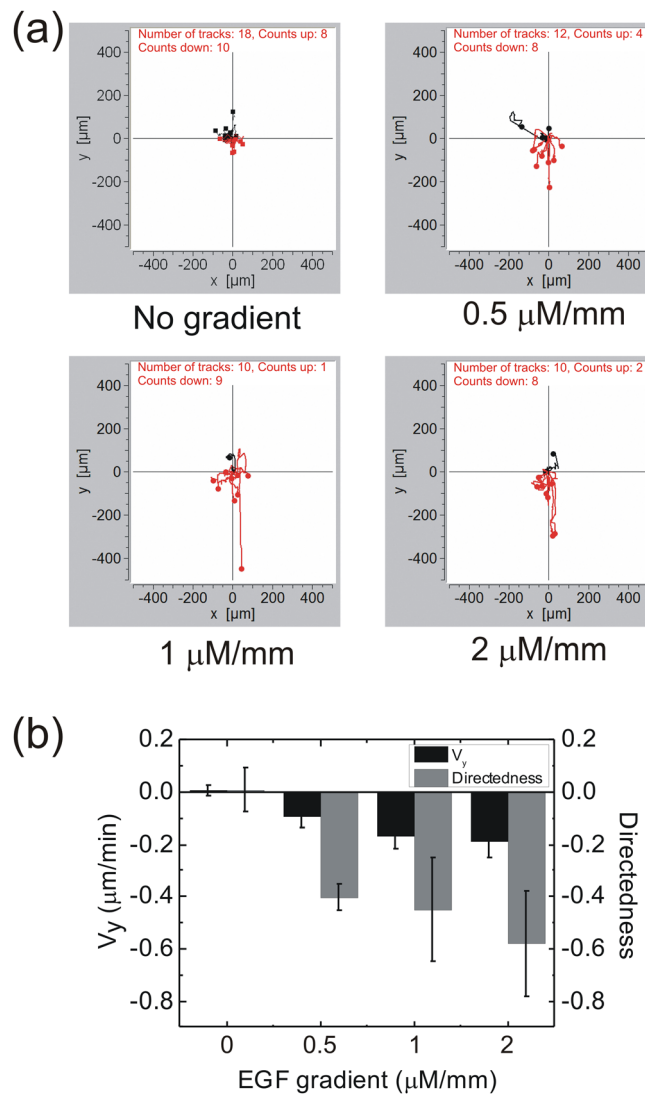 (a)
Number of tracks: 18, Counts up: 8
Counts down: 10
400
200
0
-200
-400
y [µm]
-400 -200 0 200 400
x [µm]
No gradient
Number of tracks: 12, Counts up: 4
Counts down: 8
400
200
0
-200
-400
y [µm]
-400 -200 0 200 400
x [µm]
0.5 µM/mm
Number of tracks: 10, Counts up: 1
Counts down: 9
400
200
0
-200
-400
y [µm]
-400 -200 0 200 400
x [µm]
1 µM/mm
Number of tracks: 10, Counts up: 2
Counts down: 8
400
200
0
-200
-400
y [µm]
-400 -200 0 200 400
x [µm]
2 µM/mm
(b)
0.2
0.0
-0.2
-0.4
-0.6
-0.8
Vy (µm/min)
Vy
Directedness
0.2
0.0
-0.2
-0.4
-0.6
-0.8
Directedness
0 0.5 1 2
EGF gradient (µM/mm)